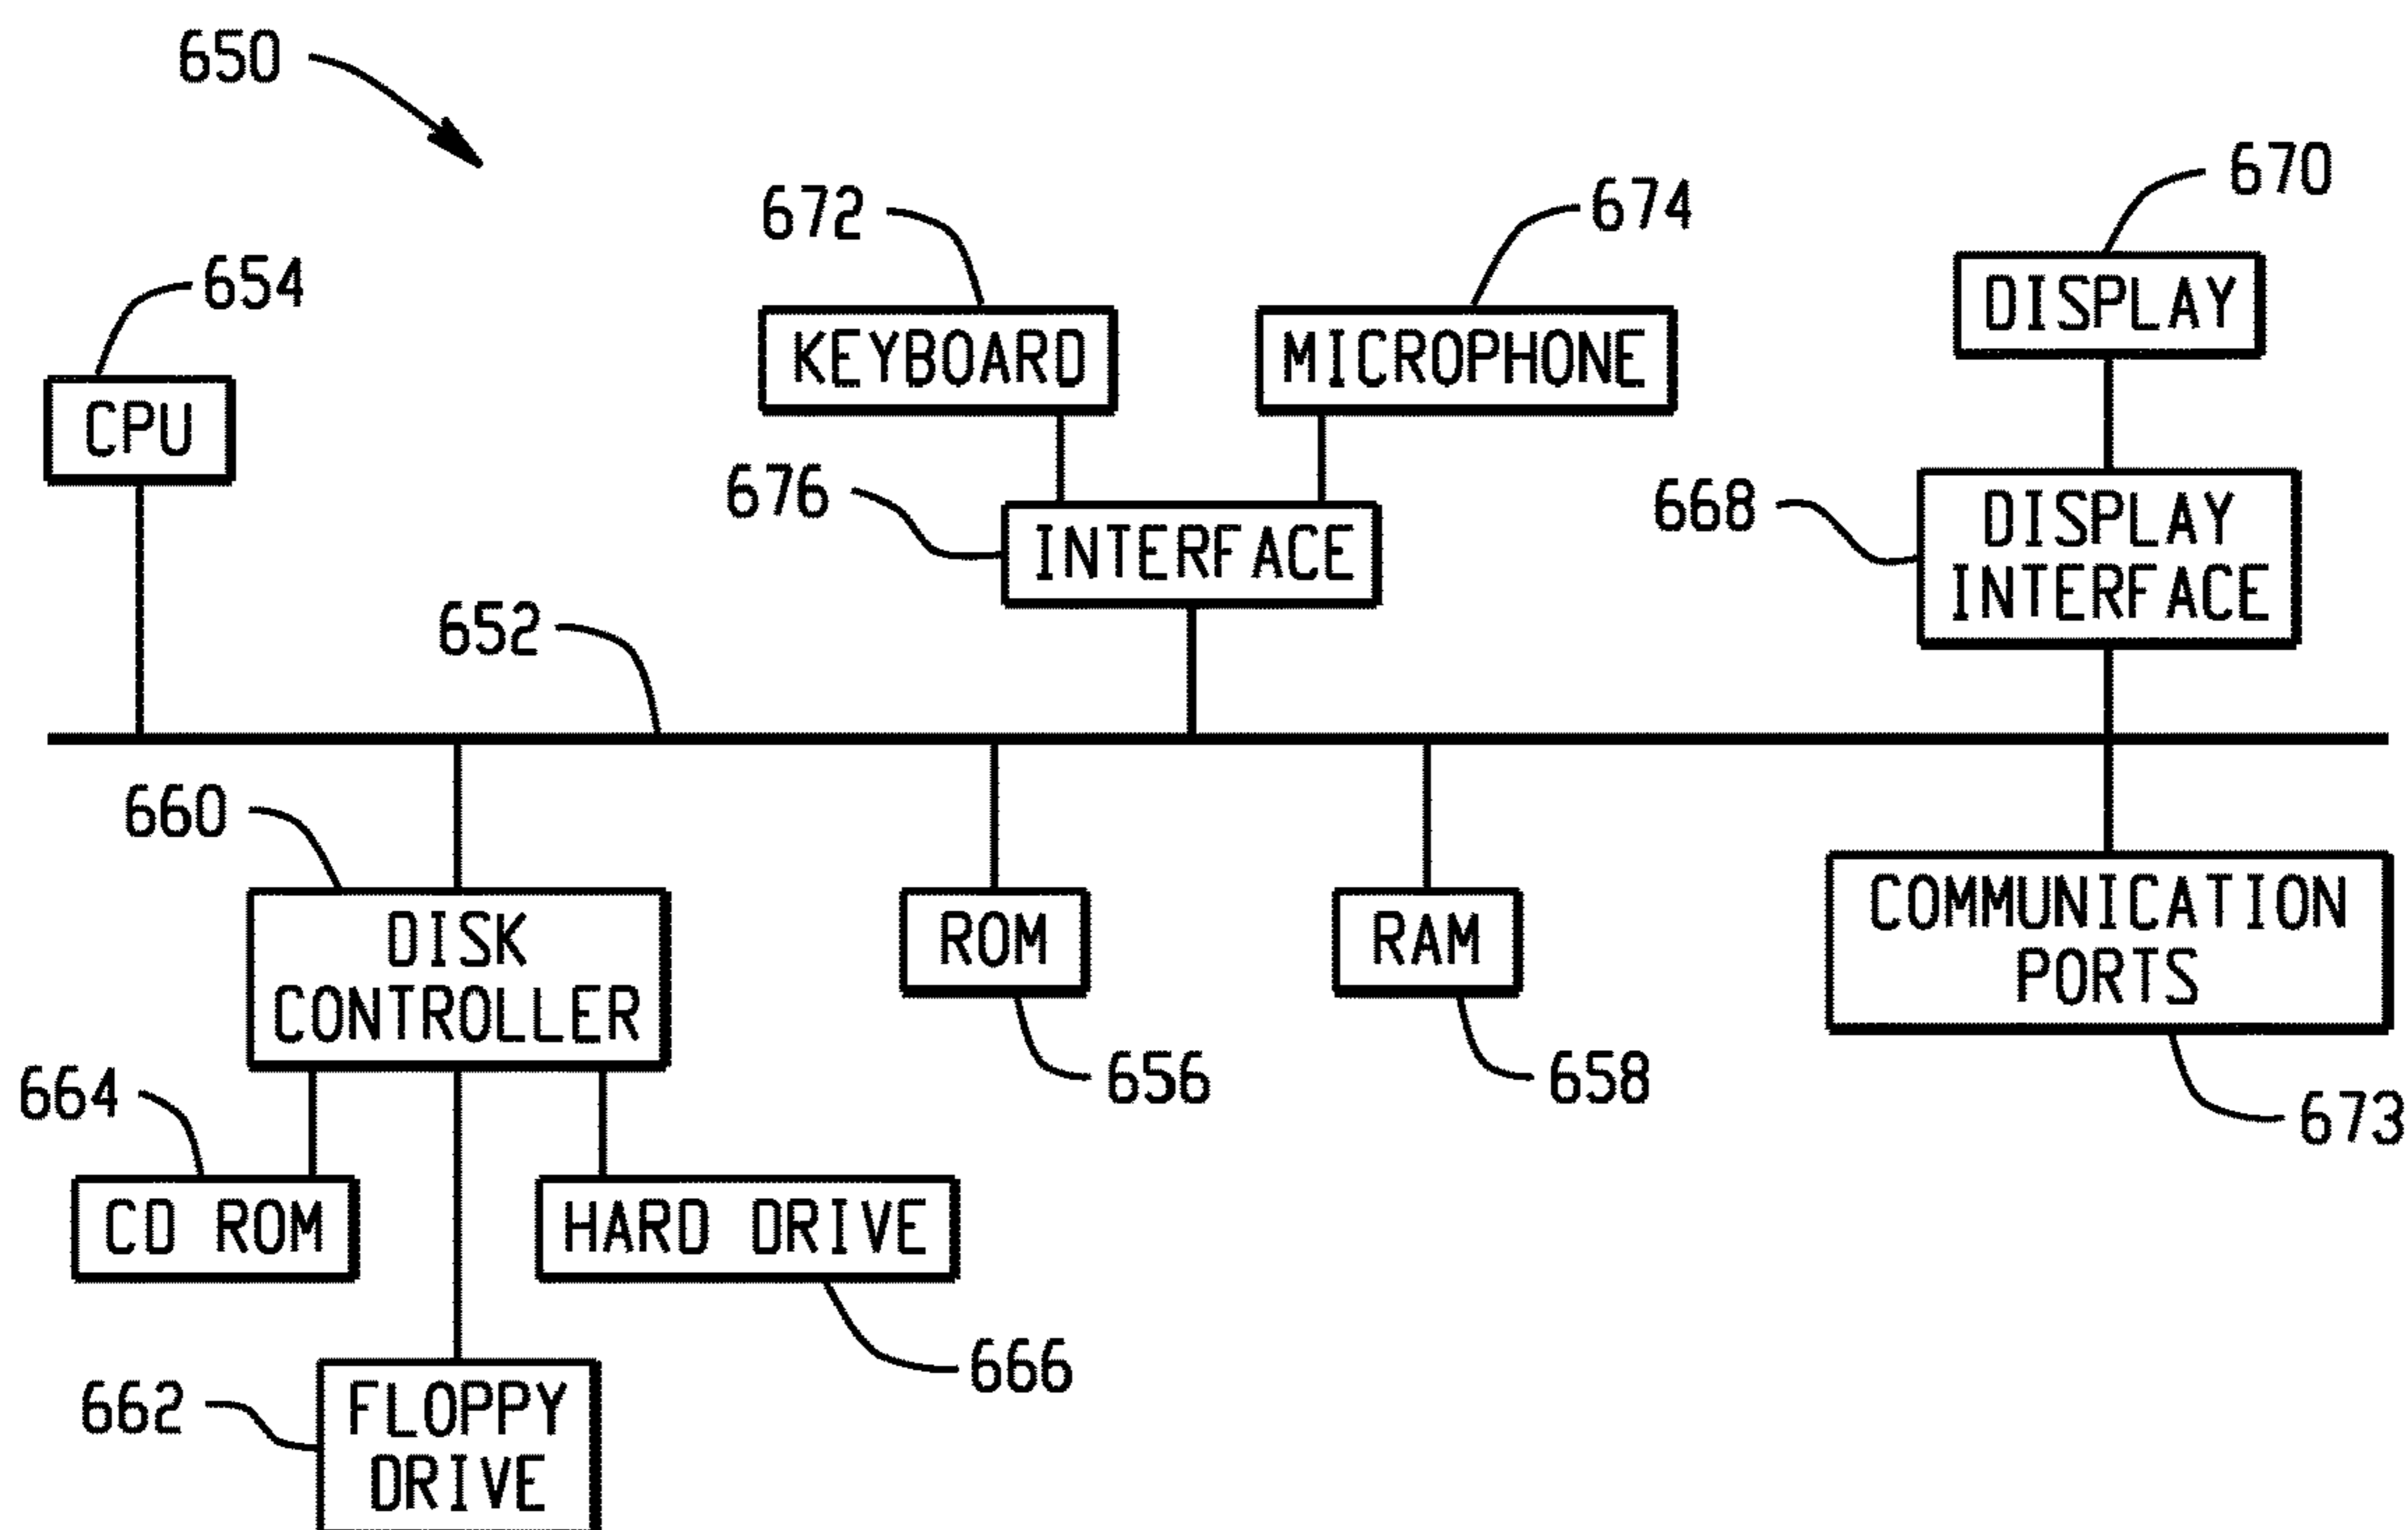 650
670
672
674
654
KEYBOARD
MICROPHONE
DISPLAY
CPU
676
INTERFACE
668
DISPLAY
INTERFACE
652
660
DISK
CONTROLLER
ROM
RAM
COMMUNICATION
PORTS
664
656
658
673
CD ROM
HARD DRIVE
666
662
FLOPPY
DRIVE